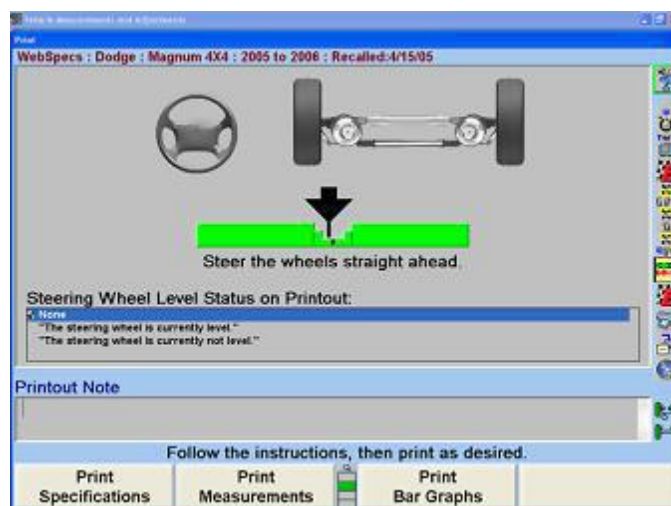 Print
WebSpecs : Dodge : Magnum 4X4 : 2005 to 2006 : Recalled:4/15/05
Steer the wheels straight ahead.
Steering Wheel Level Status on Printout:
None
"The steering wheel is currently level."
"The steering wheel is currently not level."
Printout Note
Follow the instructions, then print as desired.
Print Print Print
Specifications Measurements Bar Graphs